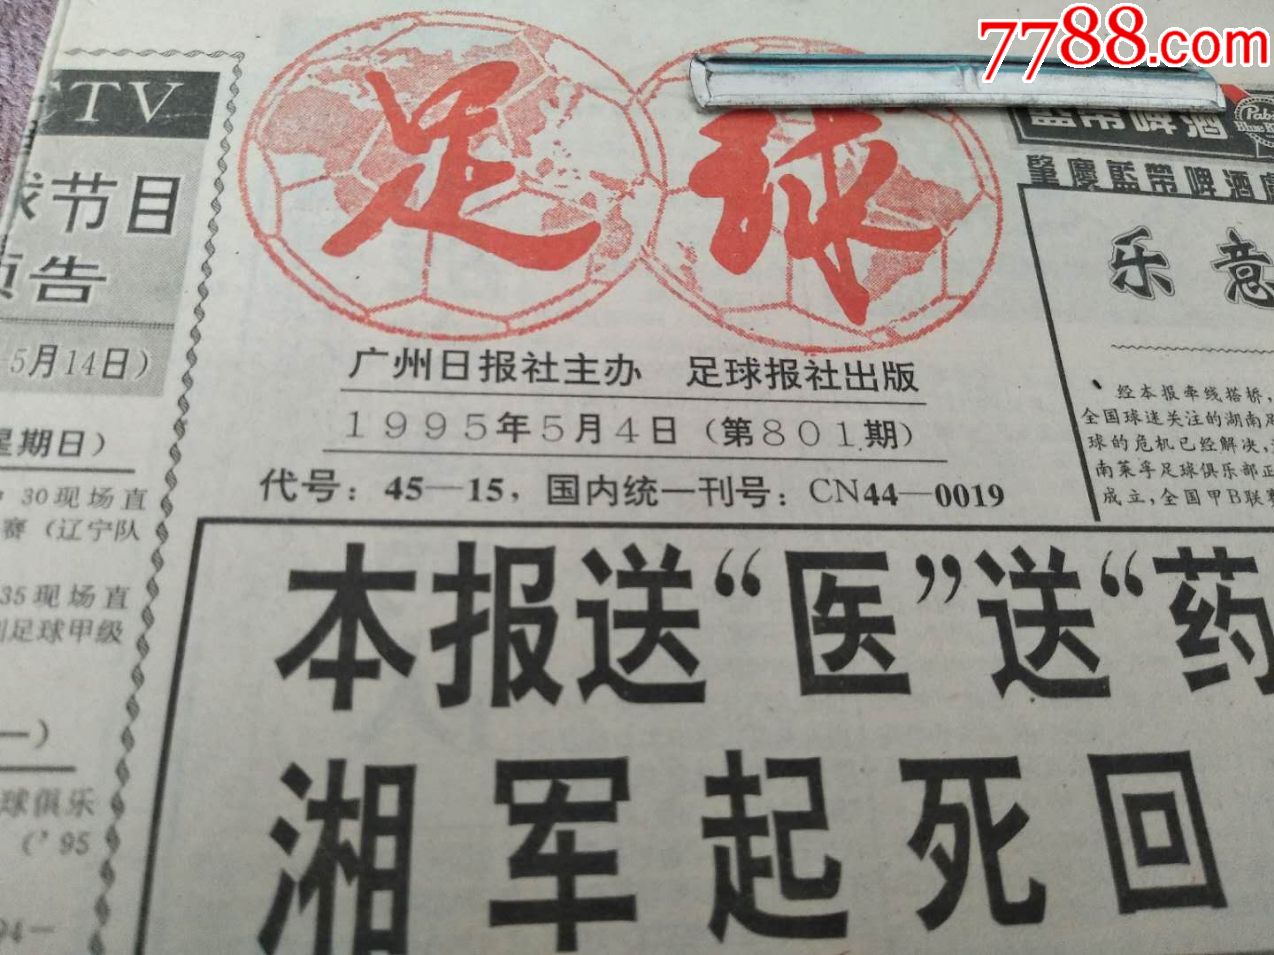 7788.com
TV
球节目
预告
5月14日）
星期日）
30现场直
赛（辽宁队
35现场直
足球甲级
一）
球俱乐
（'95
94—
足球
广州日报社主办 足球报社出版
1995年5月4日（第801期）
代号：45—15，国内统一刊号：CN44—0019
蓝帶啤酒
肇慶藍帶啤酒
乐意
经本报牵线搭桥，
全国球迷关注的湖南足
球的危机已经解决，
南莱孚足球俱乐部正
成立，全国甲B联赛
本报送“医”送“药
湘军起死回